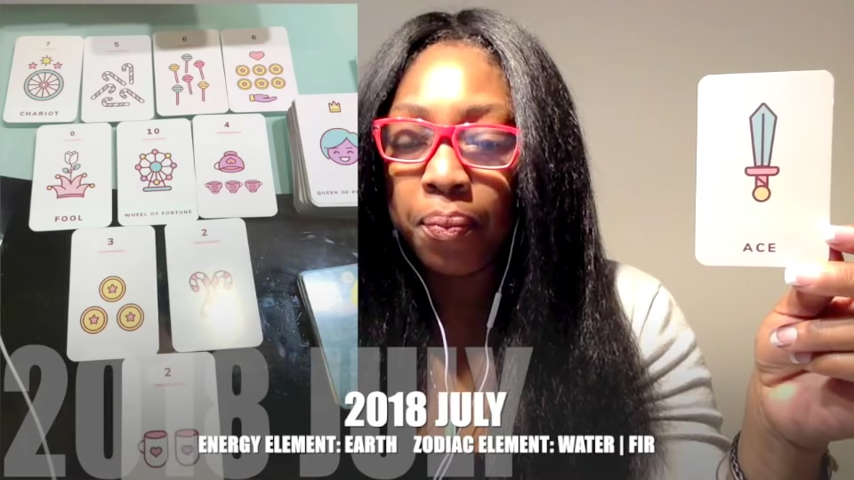 7 5 6 6
CHARIOT
0 10 4
FOOL WHEEL OF FORTUNE QUEEN OF
3 2
2
ACE
2018 JULY
2018 JULY
ENERGY ELEMENT: EARTH ZODIAC ELEMENT: WATER | FIR